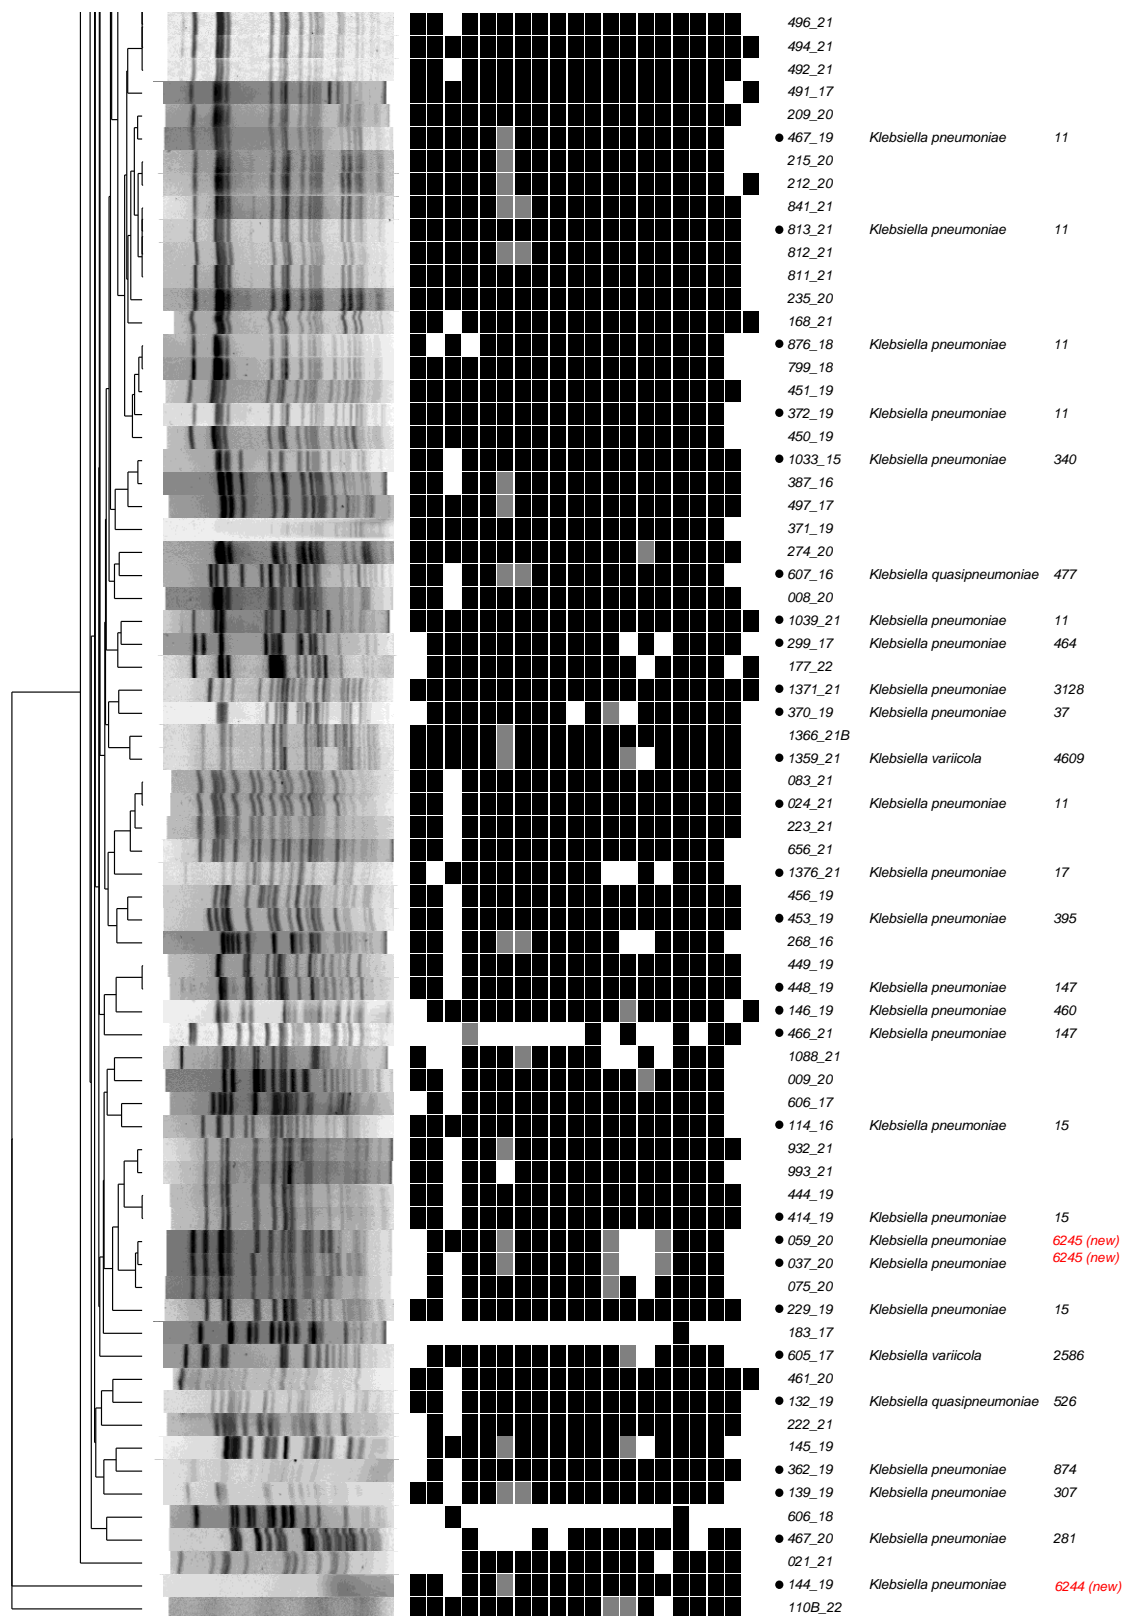 496_21
494_21
492_21
491_17
209_20
● 467_19 Klebsiella pneumoniae 11
215_20
212_20
841_21
● 813_21 Klebsiella pneumoniae 11
812_21
811_21
235_20
168_21
● 876_18 Klebsiella pneumoniae 11
799_18
451_19
● 372_19 Klebsiella pneumoniae 11
450_19
● 1033_15 Klebsiella pneumoniae 340
387_16
497_17
371_19
274_20
● 607_16 Klebsiella quasipneumoniae 477
008_20
● 1039_21 Klebsiella pneumoniae 11
● 299_17 Klebsiella pneumoniae 464
177_22
● 1371_21 Klebsiella pneumoniae 3128
● 370_19 Klebsiella pneumoniae 37
1366_21B
● 1359_21 Klebsiella variicola 4609
083_21
● 024_21 Klebsiella pneumoniae 11
223_21
656_21
● 1376_21 Klebsiella pneumoniae 17
456_19
● 453_19 Klebsiella pneumoniae 395
268_16
449_19
● 448_19 Klebsiella pneumoniae 147
● 146_19 Klebsiella pneumoniae 460
● 466_21 Klebsiella pneumoniae 147
1088_21
009_20
606_17
● 114_16 Klebsiella pneumoniae 15
932_21
993_21
444_19
● 414_19 Klebsiella pneumoniae 15
● 059_20 Klebsiella pneumoniae 6245 (new)
● 037_20 Klebsiella pneumoniae 6245 (new)
075_20
● 229_19 Klebsiella pneumoniae 15
183_17
● 605_17 Klebsiella variicola 2586
461_20
● 132_19 Klebsiella quasipneumoniae 526
222_21
145_19
● 362_19 Klebsiella pneumoniae 874
● 139_19 Klebsiella pneumoniae 307
606_18
● 467_20 Klebsiella pneumoniae 281
021_21
● 144_19 Klebsiella pneumoniae 6244 (new)
110B_22